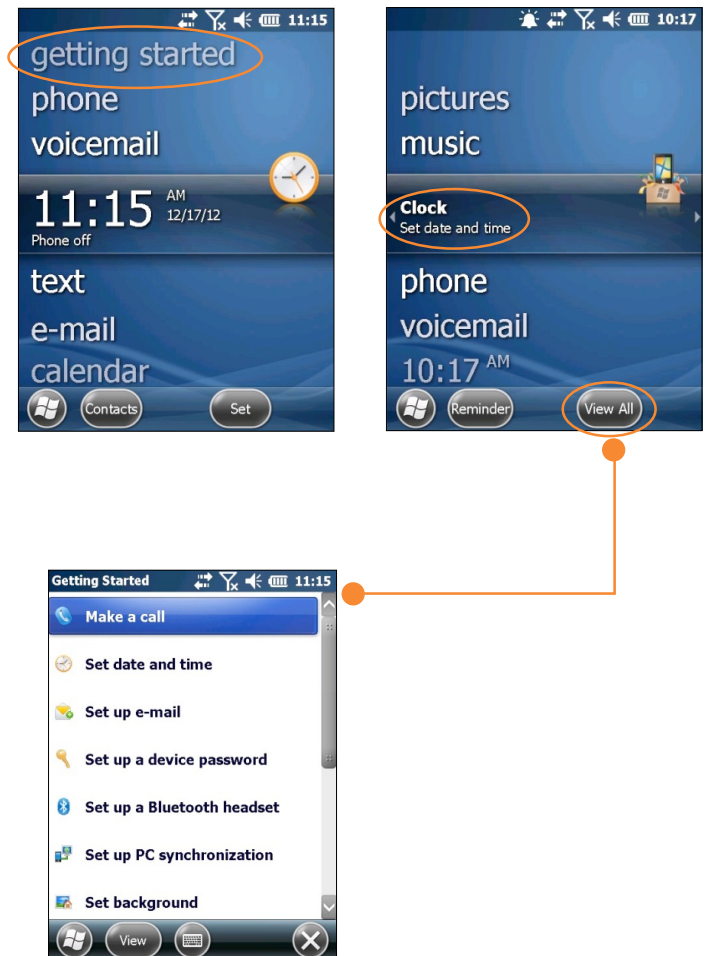 11:15
getting started
phone
voicemail
11:15 AM
12/17/12
Phone off
text
e-mail
calendar
Contacts
Set
10:17
pictures
music
Clock
Set date and time
phone
voicemail
10:17 AM
Reminder
View All
Getting Started
11:15
Make a call
Set date and time
Set up e-mail
Set up a device password
Set up a Bluetooth headset
Set up PC synchronization
Set background
View